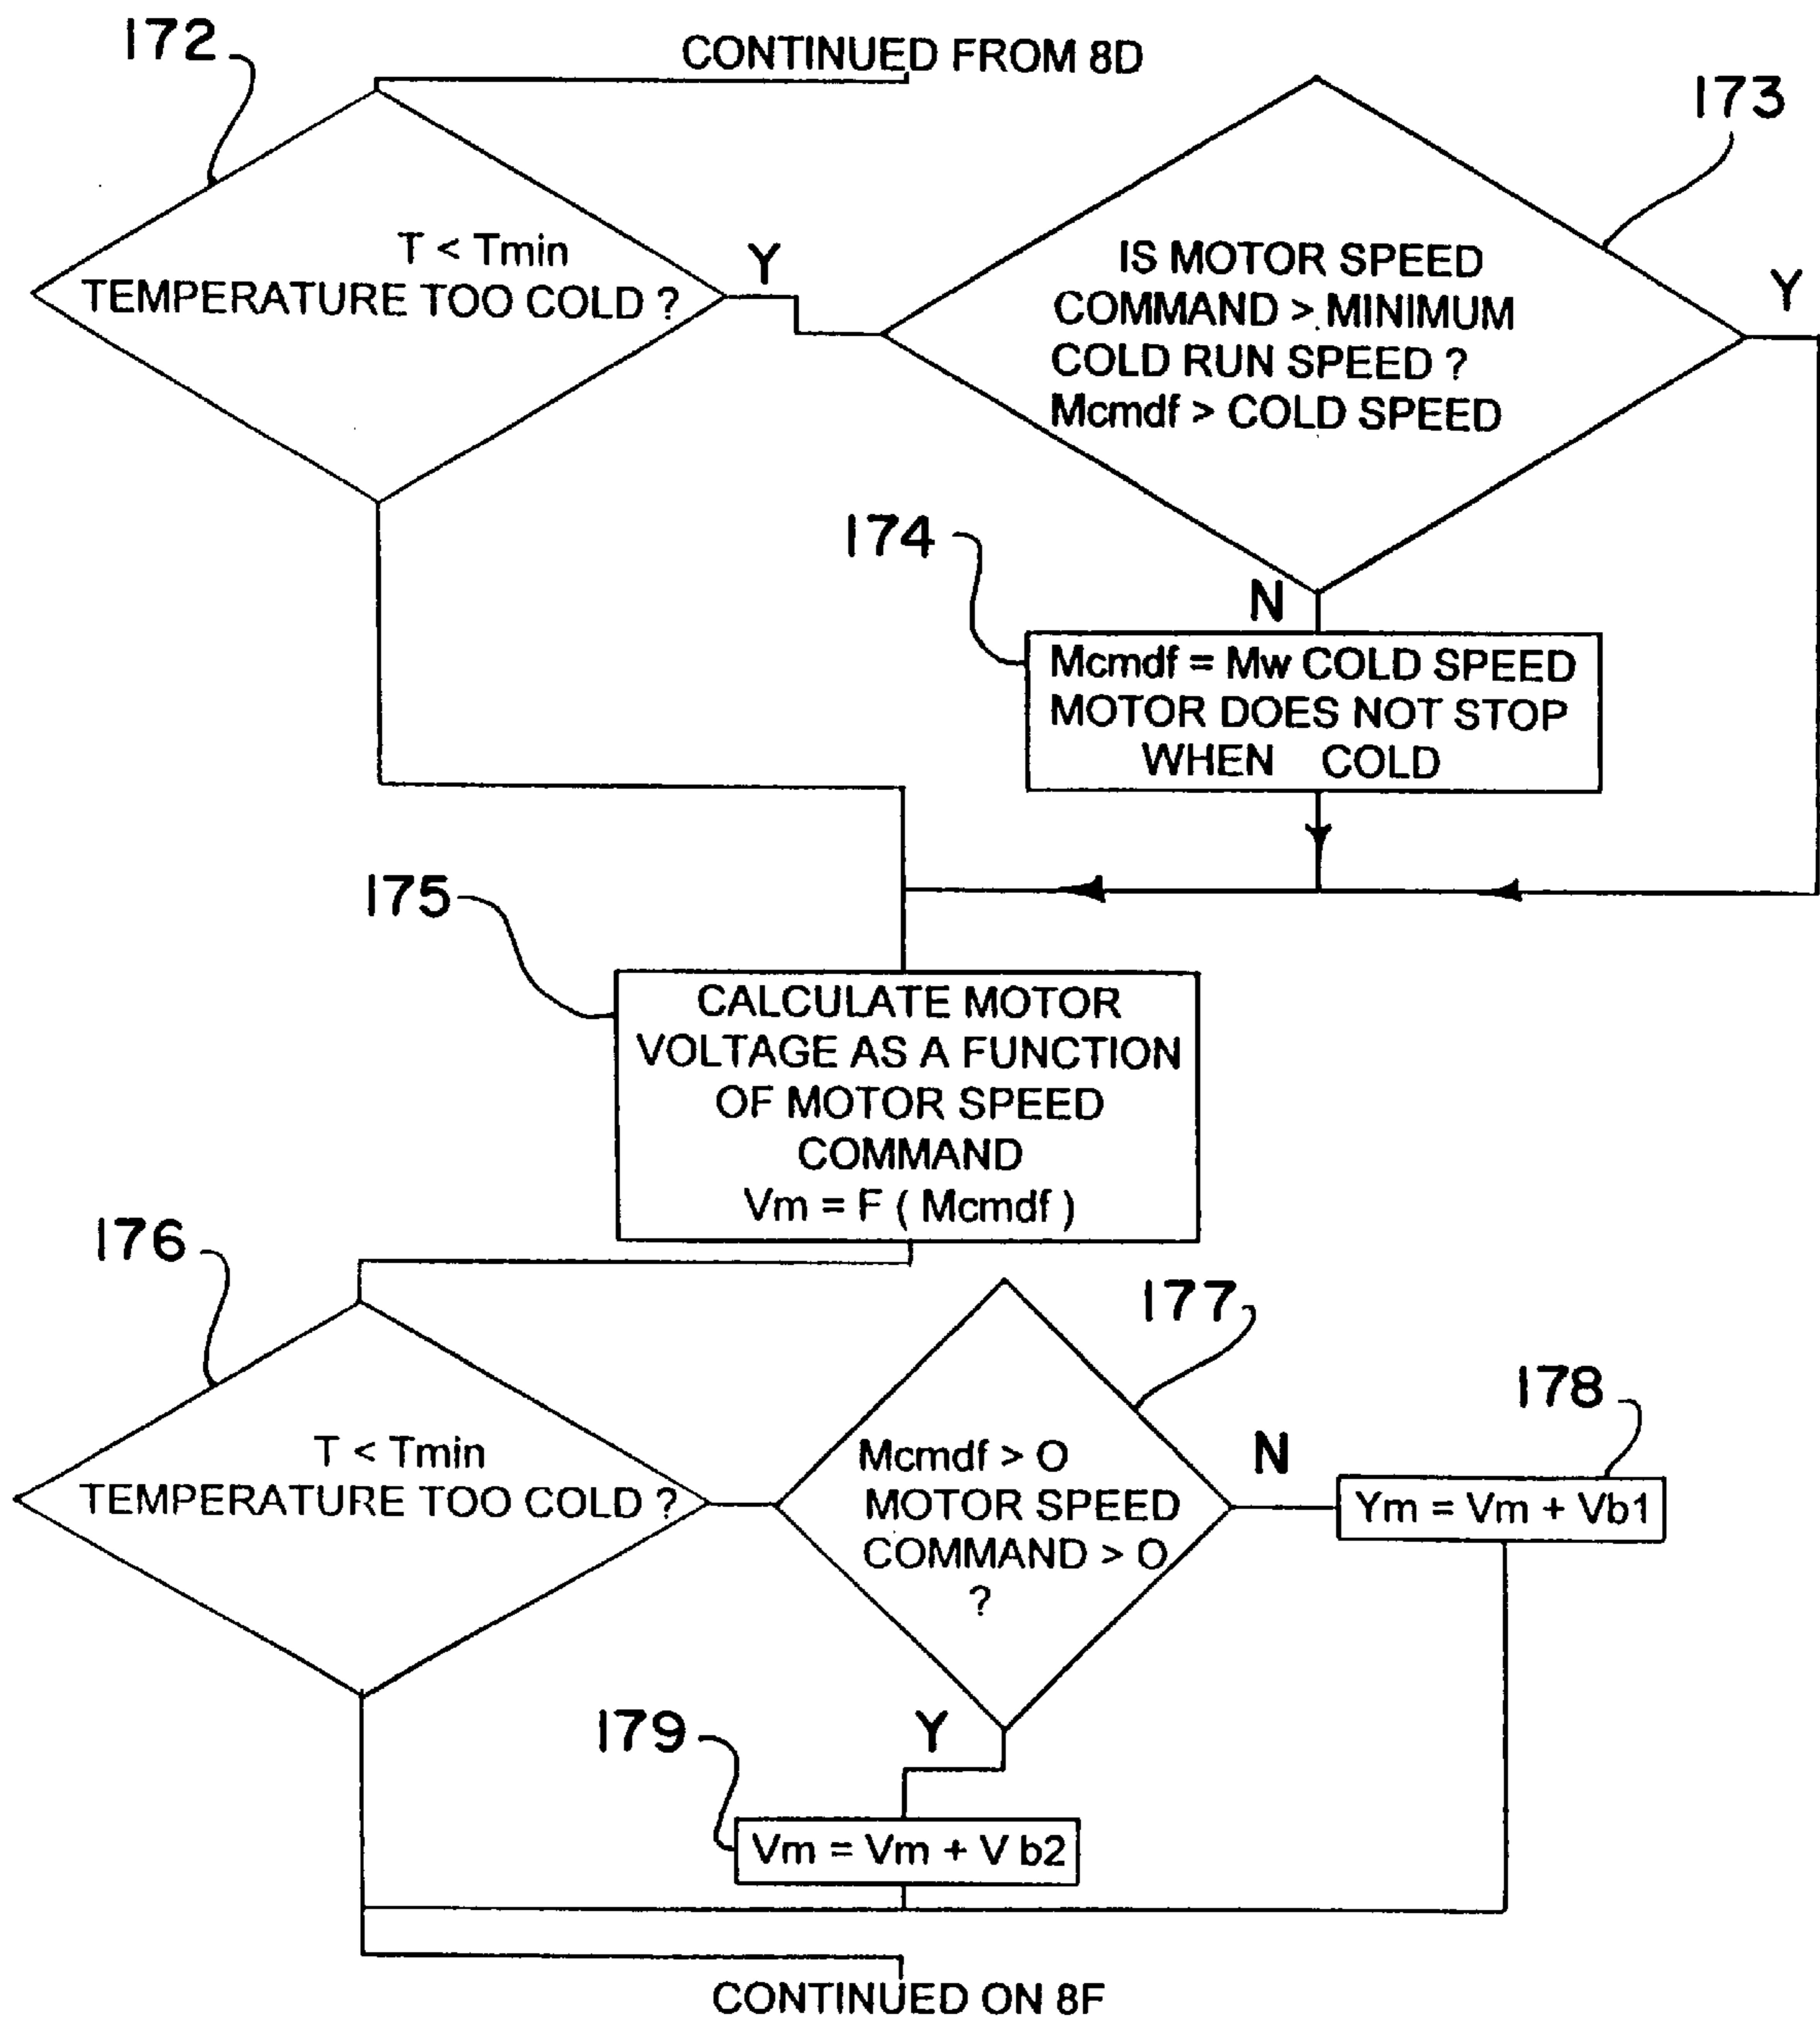 172
CONTINUED FROM 8D
173
T < Tmin
TEMPERATURE TOO COLD ?
Y
IS MOTOR SPEED
COMMAND > MINIMUM
COLD RUN SPEED ?
Mcmdf > COLD SPEED
Y
174
N
Mcmdf = Mw COLD SPEED
MOTOR DOES NOT STOP
WHEN COLD
175
CALCULATE MOTOR
VOLTAGE AS A FUNCTION
OF MOTOR SPEED
COMMAND
Vm = F ( Mcmdf )
176
T < Tmin
TEMPERATURE TOO COLD ?
177
Mcmdf > O
MOTOR SPEED
COMMAND > O
?
N
178
Ym = Vm + Vb1
Y
179
Vm = Vm + V b2
CONTINUED ON 8F